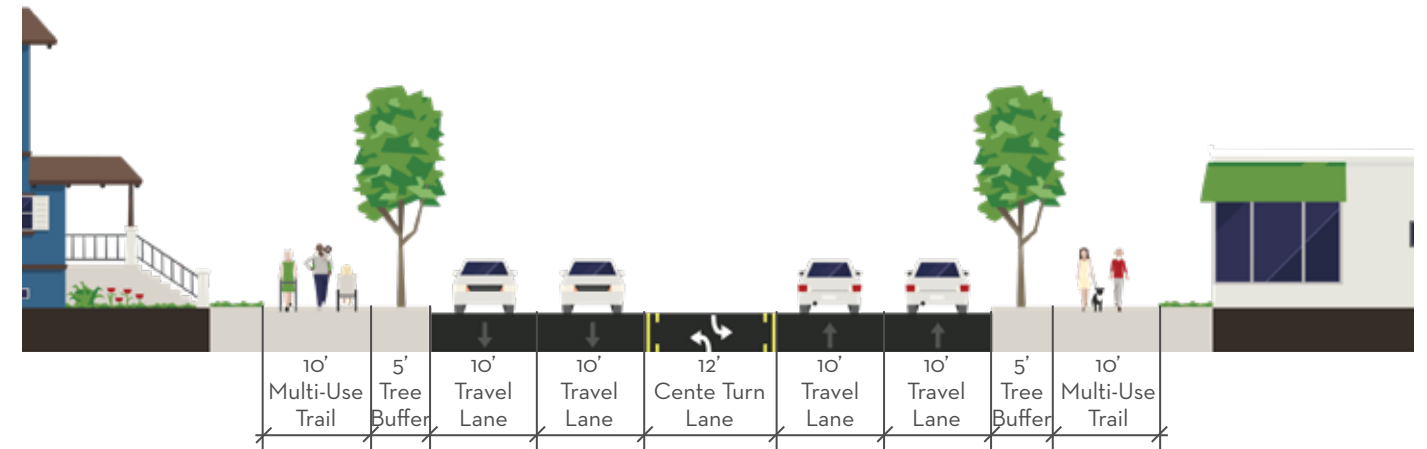 10’
Multi-Use
Trail
5’
Tree
Buffer
10’
Travel
Lane
10’
Travel
Lane
12’
Cente Turn
Lane
10’
Travel
Lane
10’
Travel
Lane
5’
Tree
Buffer
10’
Multi-Use
Trail